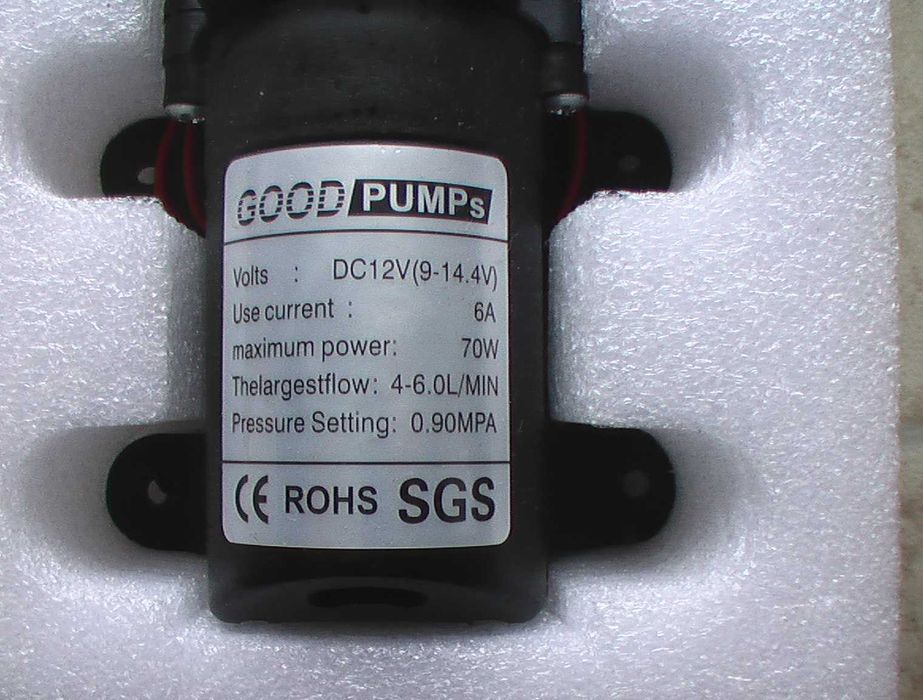 GOOD PUMPs
Volts : DC12V(9-14.4V)
Use current : 6A
maximum power: 70W
Thelargestflow: 4-6.0L/MIN
Pressure Setting: 0.90MPA
CE ROHS SGS